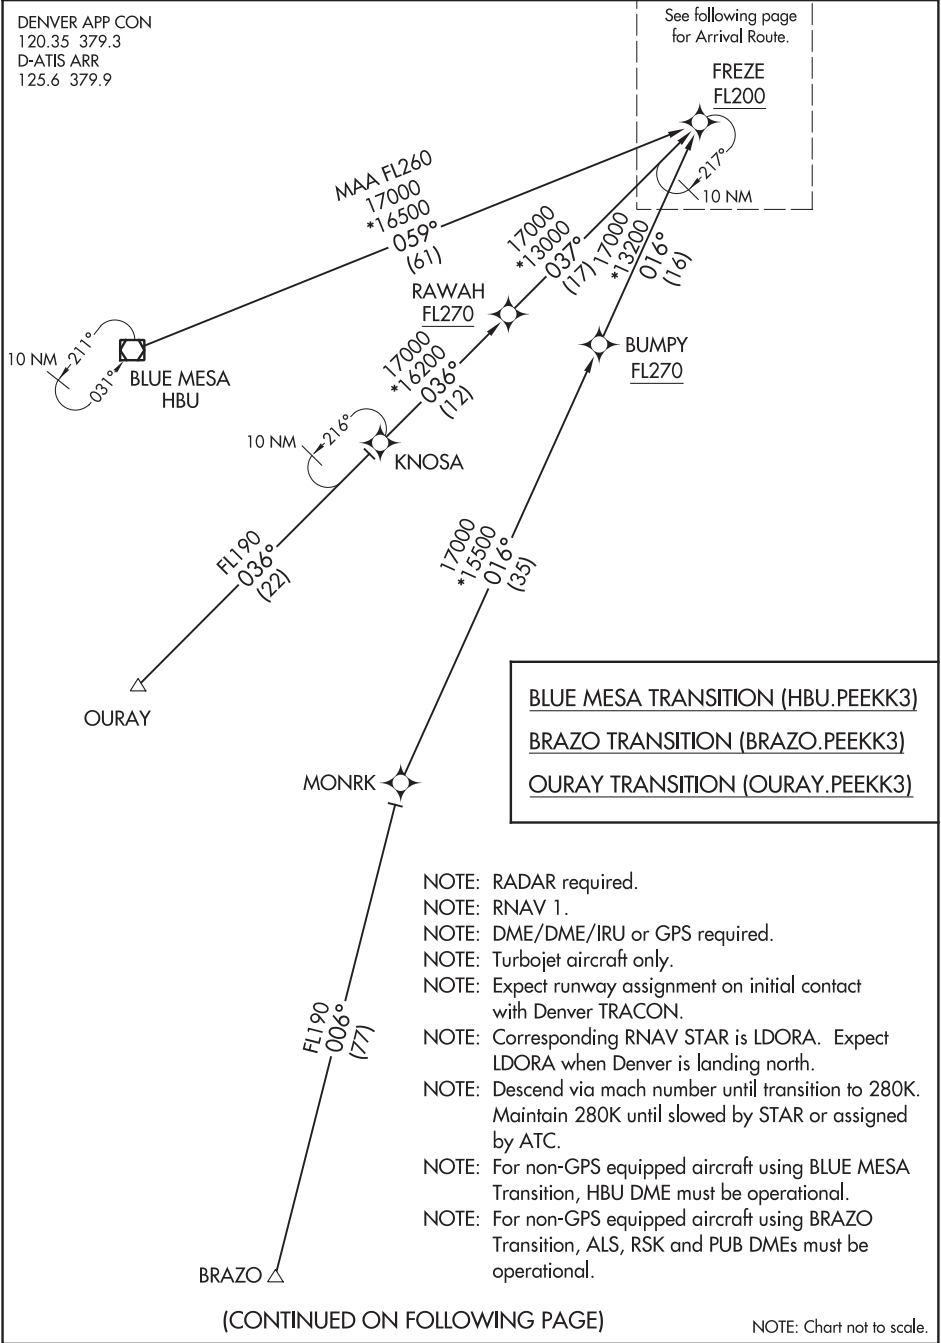 DENVER APP CON
120.35 379.3
D-ATIS ARR
125.6 379.9
See following page
for Arrival Route.
FREZE
FL200
217°
10 NM
MAA FL260
17000
*16500
059°
(61)
17000
*13000
037°
(17)
17000
*13200
016°
(16)
RAWAH
FL270
BUMPY
FL270
10 NM
211°
031°
BLUE MESA
HBU
17000
*16200
036°
(12)
10 NM
216°
KNOSA
FL190
036°
(22)
17000
*15500
016°
(35)
OURAY
BLUE MESA TRANSITION (HBU.PEEKK3)
BRAZO TRANSITION (BRAZO.PEEKK3)
OURAY TRANSITION (OURAY.PEEKK3)
MONRK
NOTE: RADAR required.
NOTE: RNAV 1.
NOTE: DME/DME/IRU or GPS required.
NOTE: Turbojet aircraft only.
NOTE: Expect runway assignment on initial contact
with Denver TRACON.
NOTE: Corresponding RNAV STAR is LDORA. Expect
LDORA when Denver is landing north.
NOTE: Descend via mach number until transition to 280K.
Maintain 280K until slowed by STAR or assigned
by ATC.
NOTE: For non-GPS equipped aircraft using BLUE MESA
Transition, HBU DME must be operational.
NOTE: For non-GPS equipped aircraft using BRAZO
Transition, ALS, RSK and PUB DMEs must be
operational.
FL190
006°
(77)
BRAZO
(CONTINUED ON FOLLOWING PAGE)
NOTE: Chart not to scale.